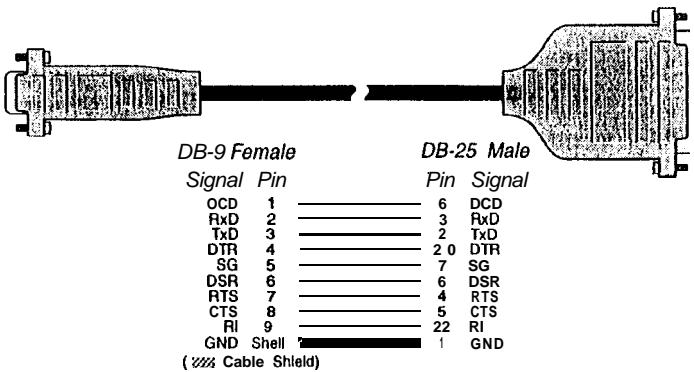 DB-9 Female DB-25 Male
Signal Pin Pin Signal
OCD 1 6 DCD
RxD 2 3 RxD
TxD 3 2 TxD
DTR 4 2 0 DTR
SG 5 7 SG
DSR 6 6 DSR
RTS 7 4 RTS
CTS 8 5 CTS
RI 9 22 RI
GND Shell 1 GND
( Cable Shield)